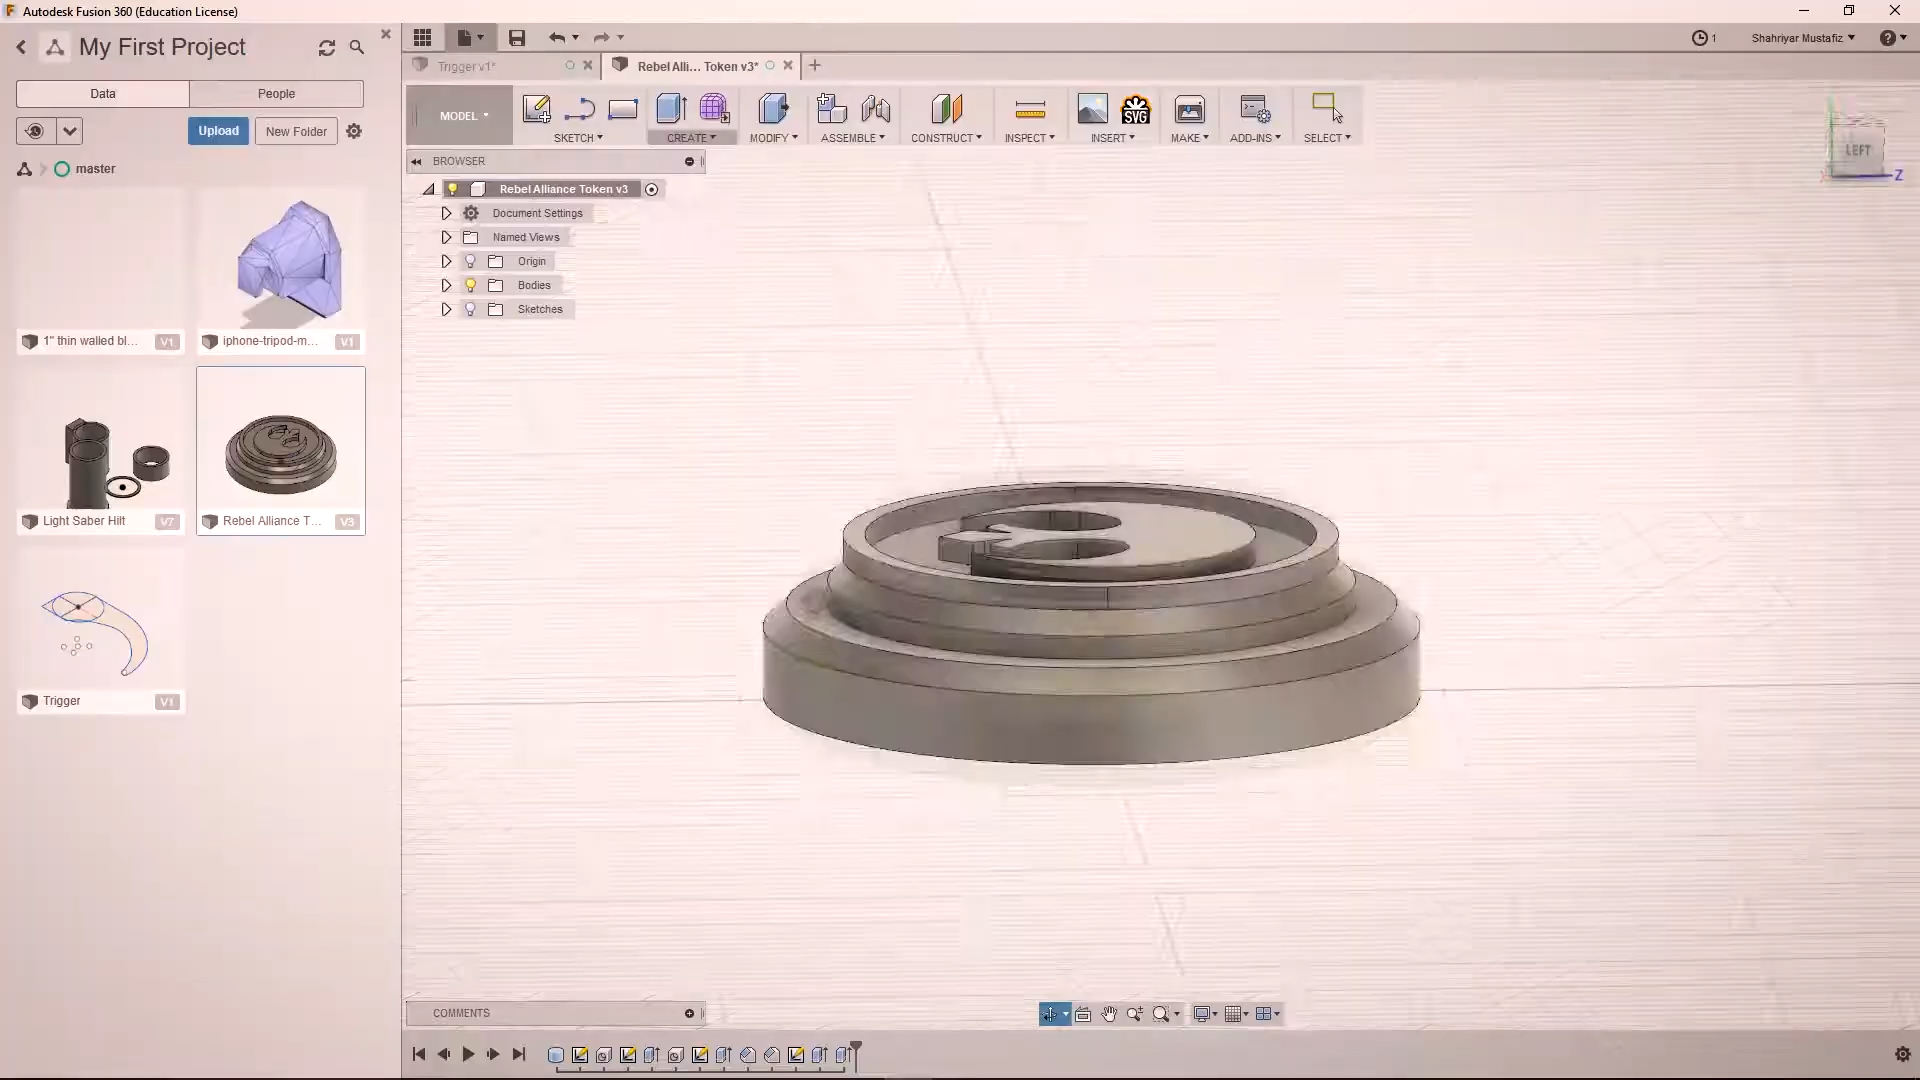 Autodesk Fusion 360 (Education License)
My First Project
Data
People
Upload
New Folder
master
1" thin walled bl...
V1
iphone-tripod-m...
V1
Light Saber Hilt
V7
Rebel Alliance T...
V3
Trigger
V1
1
Shahriyar Mustafiz
Trigger v1*
Rebel Alli... Token v3*
MODEL
SKETCH
CREATE
MODIFY
ASSEMBLE
CONSTRUCT
INSPECT
SVG
INSERT
MAKE
ADD-INS
SELECT
BROWSER
Rebel Alliance Token v3
Document Settings
Named Views
Origin
Bodies
Sketches
LEFT
Z
COMMENTS